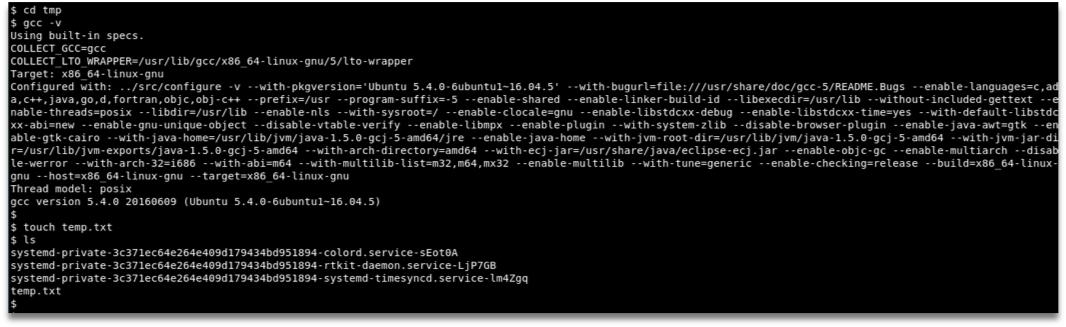 $ cd tmp
$ gcc -v
Using built-in specs.
COLLECT_GCC=gcc
COLLECT_LTO_WRAPPER=/usr/lib/gcc/x86_64-linux-gnu/5/lto-wrapper
Target: x86_64-linux-gnu
Configured with: ../src/configure -v --with-pkgversion='Ubuntu 5.4.0-6ubuntu1~16.04.5' --with-bugurl=file:///usr/share/doc/gcc-5/README.Bugs --enable-languages=c,ad
a,c++,java,go,d,fortran,objc,obj-c++ --prefix=/usr --program-suffix=-5 --enable-shared --enable-linker-build-id --libexecdir=/usr/lib --without-included-gettext --e
nable-threads=posix --libdir=/usr/lib --enable-nls --with-sysroot=/ --enable-clocale=gnu --enable-libstdcxx-debug --enable-libstdcxx-time=yes --with-default-libstdc
xx-abi=new --enable-gnu-unique-object --disable-vtable-verify --enable-libmpx --enable-plugin --with-system-zlib --disable-browser-plugin --enable-java-awt=gtk --en
able-gtk-cairo --with-java-home=/usr/lib/jvm/java-1.5.0-gcj-5-amd64/jre --enable-java-home --with-jvm-root-dir=/usr/lib/jvm/java-1.5.0-gcj-5-amd64 --with-jvm-jar-di
r=/usr/lib/jvm-exports/java-1.5.0-gcj-5-amd64 --with-arch-directory=amd64 --with-ecj-jar=/usr/share/java/eclipse-ecj.jar --enable-objc-gc --enable-multiarch --disab
le-werror --with-arch-32=i686 --with-abi=m64 --with-multilib-list=m32,m64,mx32 --enable-multilib --with-tune=generic --enable-checking=release --build=x86_64-linux-
gnu --host=x86_64-linux-gnu --target=x86_64-linux-gnu
Thread model: posix
gcc version 5.4.0 20160609 (Ubuntu 5.4.0-6ubuntu1~16.04.5)
$
$ touch temp.txt
$ ls
systemd-private-3c371ec64e264e409d179434bd951894-colord.service-sEot0A
systemd-private-3c371ec64e264e409d179434bd951894-rtkit-daemon.service-LjP7GB
systemd-private-3c371ec64e264e409d179434bd951894-systemd-timesyncd.service-lm4Zgq
temp.txt
$